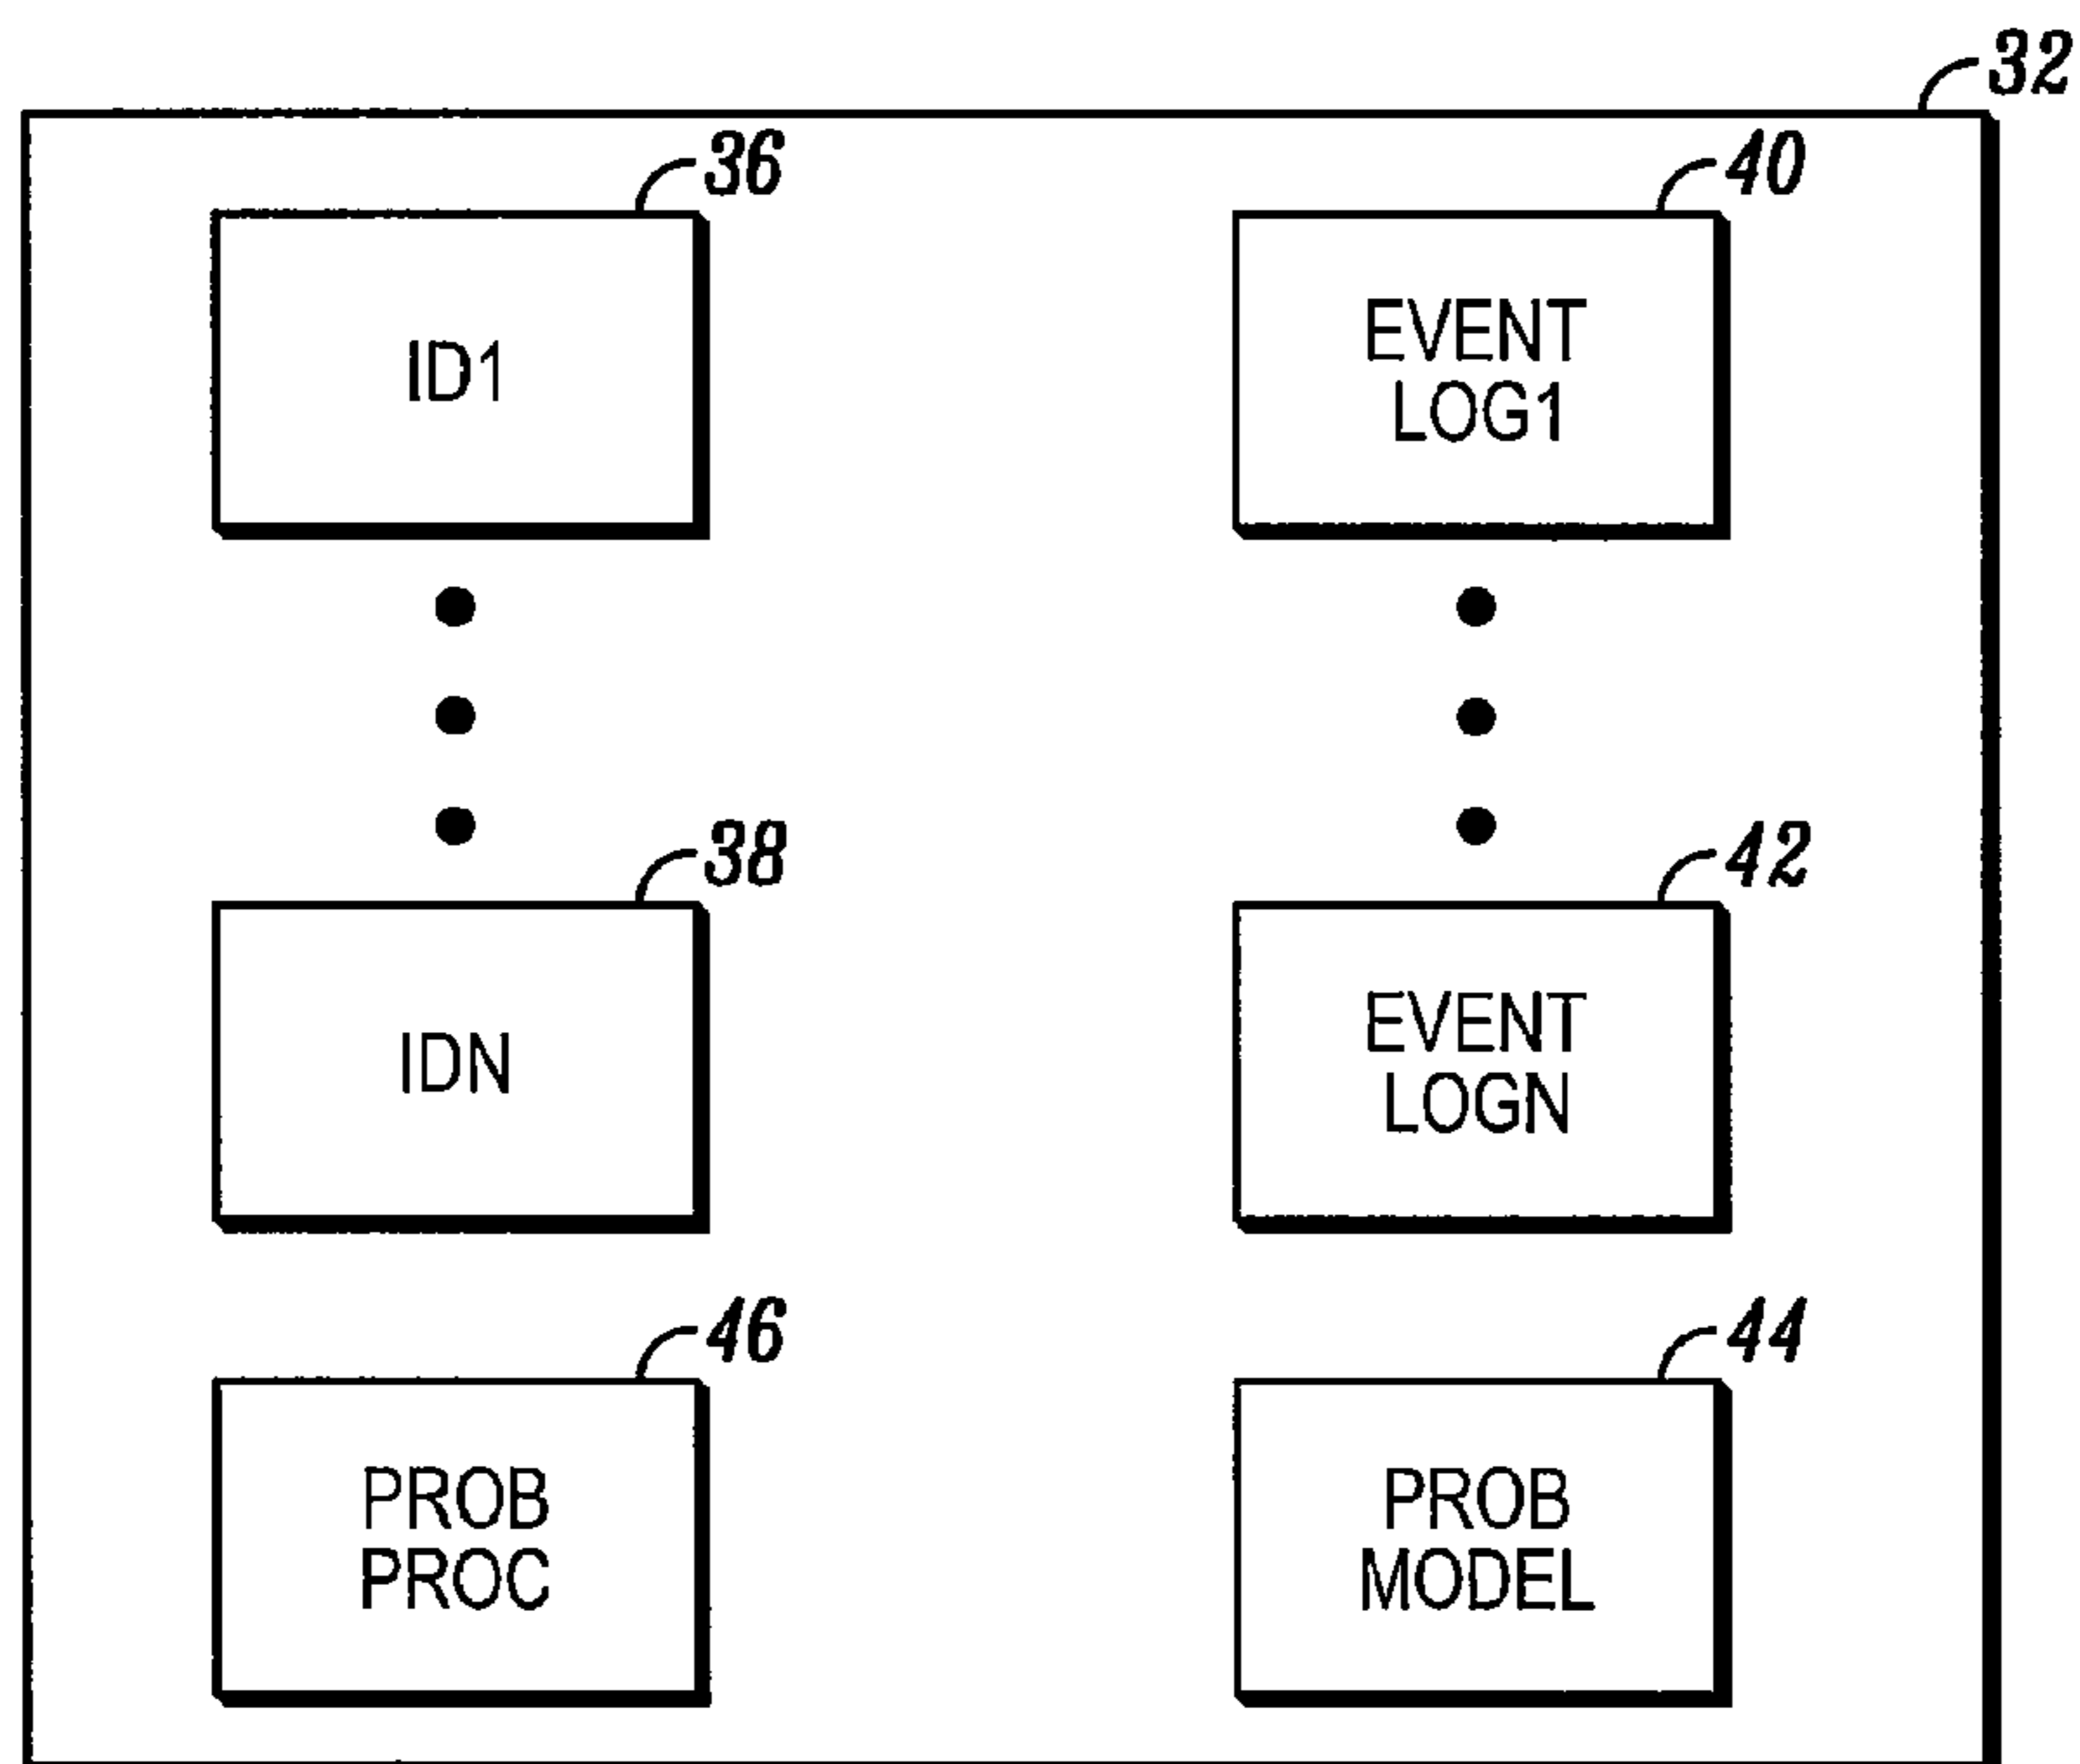 32
36
40
ID1
EVENT
LOG1
38
42
IDN
EVENT
LOGN
46
44
PROB
PROC
PROB
MODEL